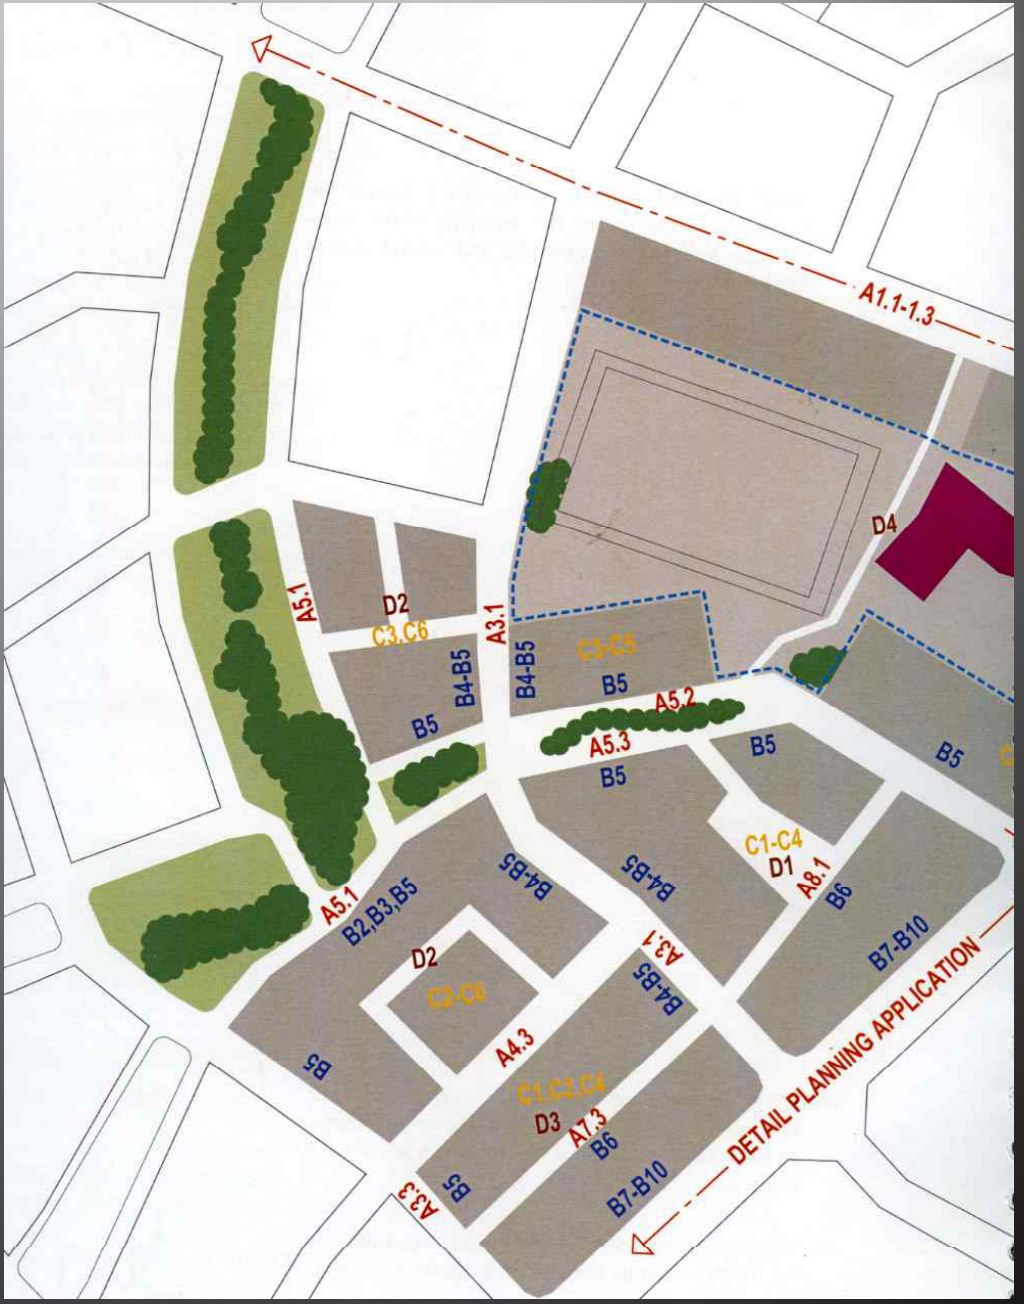 A1.1-1.3
D4
A5.1
D2
C3,C6
A3.1
B4-B5
B4-B5
C3-C5
B5
B5
A5.2
A5.3
B5
B5
B5
C1-C4
D1
A8.1
B6
B4-B5
B4-B5
A5.1
B2,B3,B5
D2
C2-C6
A3.1
B4-B5
B7-B10
A4.3
B5
C1,C2,C4
D3
A7.3
B6
DETAIL PLANNING APPLICATION
B7-B10
A3.3
B5